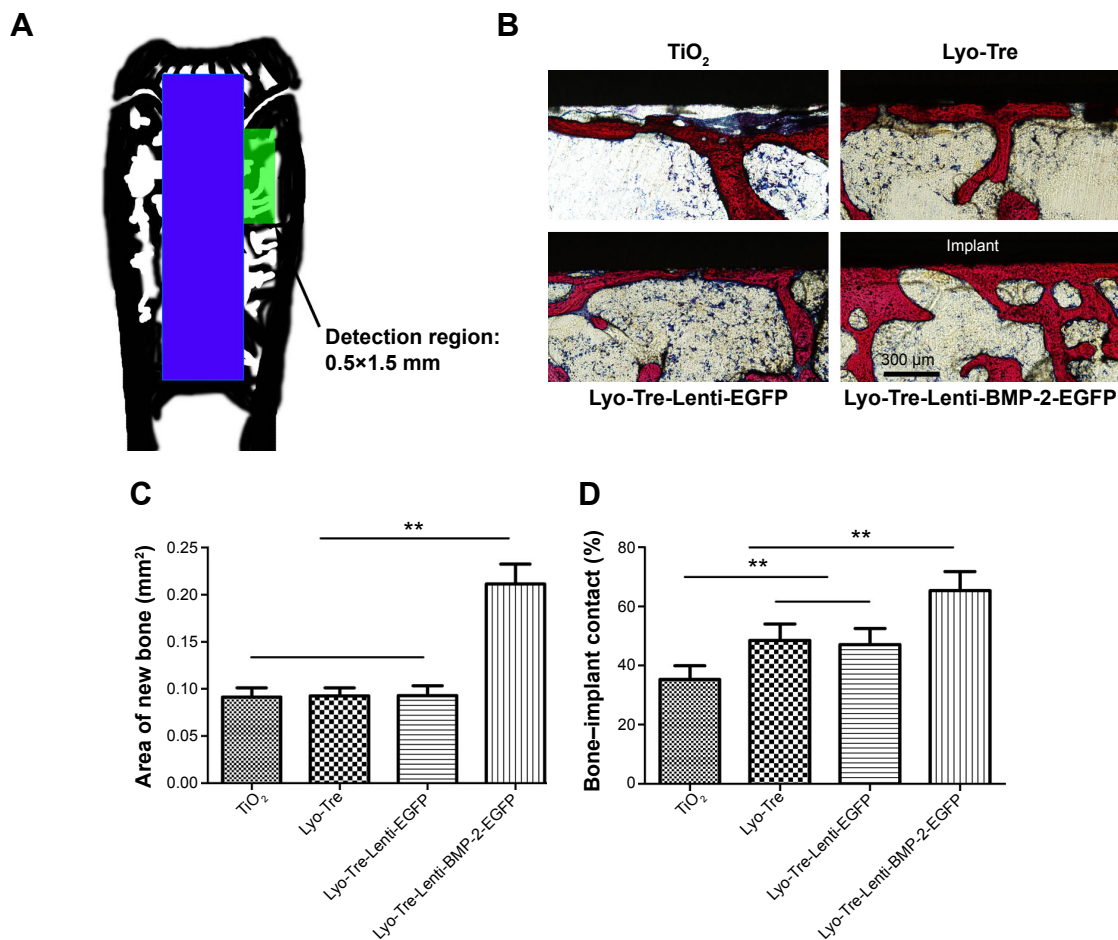 A
Detection region:
0.5×1.5 mm
B
TiO₂
Lyo-Tre
Implant
300 µm
Lyo-Tre-Lenti-EGFP
Lyo-Tre-Lenti-BMP-2-EGFP
C
Area of new bone (mm²)
0.25
0.20
0.15
0.10
0.05
0.00
**
TiO₂
Lyo-Tre
Lyo-Tre-Lenti-EGFP
Lyo-Tre-Lenti-BMP-2-EGFP
D
Bone–implant contact (%)
80
60
40
20
0
**
**
TiO₂
Lyo-Tre
Lyo-Tre-Lenti-EGFP
Lyo-Tre-Lenti-BMP-2-EGFP